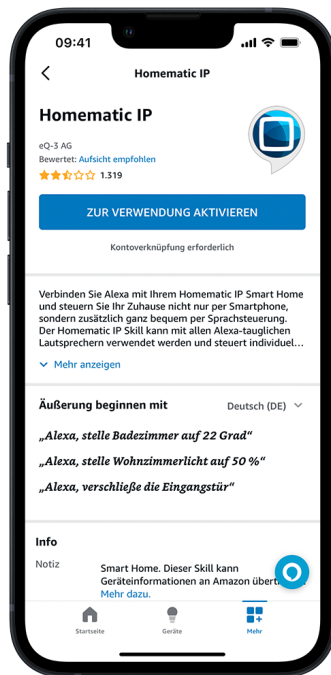 09:41
Homematic IP
Homematic IP
eQ-3 AG
Bewertet: Aufsicht empfohlen
1.319
ZUR VERWENDUNG AKTIVIEREN
Kontoverknüpfung erforderlich
Verbinden Sie Alexa mit Ihrem Homematic IP Smart Home
und steuern Sie Ihr Zuhause nicht nur per Smartphone,
sondern zusätzlich ganz bequem per Sprachsteuerung.
Der Homematic IP Skill kann mit allen Alexa-tauglichen
Lautsprechern verwendet werden und steuert individuel...
Mehr anzeigen
Äußerung beginnen mit
Deutsch (DE)
„Alexa, stelle Badezimmer auf 22 Grad“
„Alexa, stelle Wohnzimmerlicht auf 50 %“
„Alexa, verschließe die Eingangstür“
Info
Notiz
Smart Home. Dieser Skill kann
Geräteinformationen an Amazon
Mehr dazu.
Startseite
Geräte
Mehr